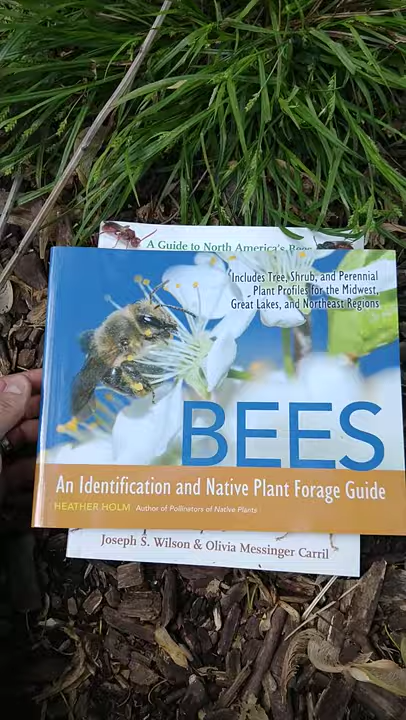 A Guide to North America's Bees
Includes Tree, Shrub, and Perennial
Plant Profiles for the Midwest,
Great Lakes, and Northeast Regions
BEES
An Identification and Native Plant Forage Guide
HEATHER HOLM Author of Pollinators of Native Plants
Joseph S. Wilson & Olivia Messinger Carril